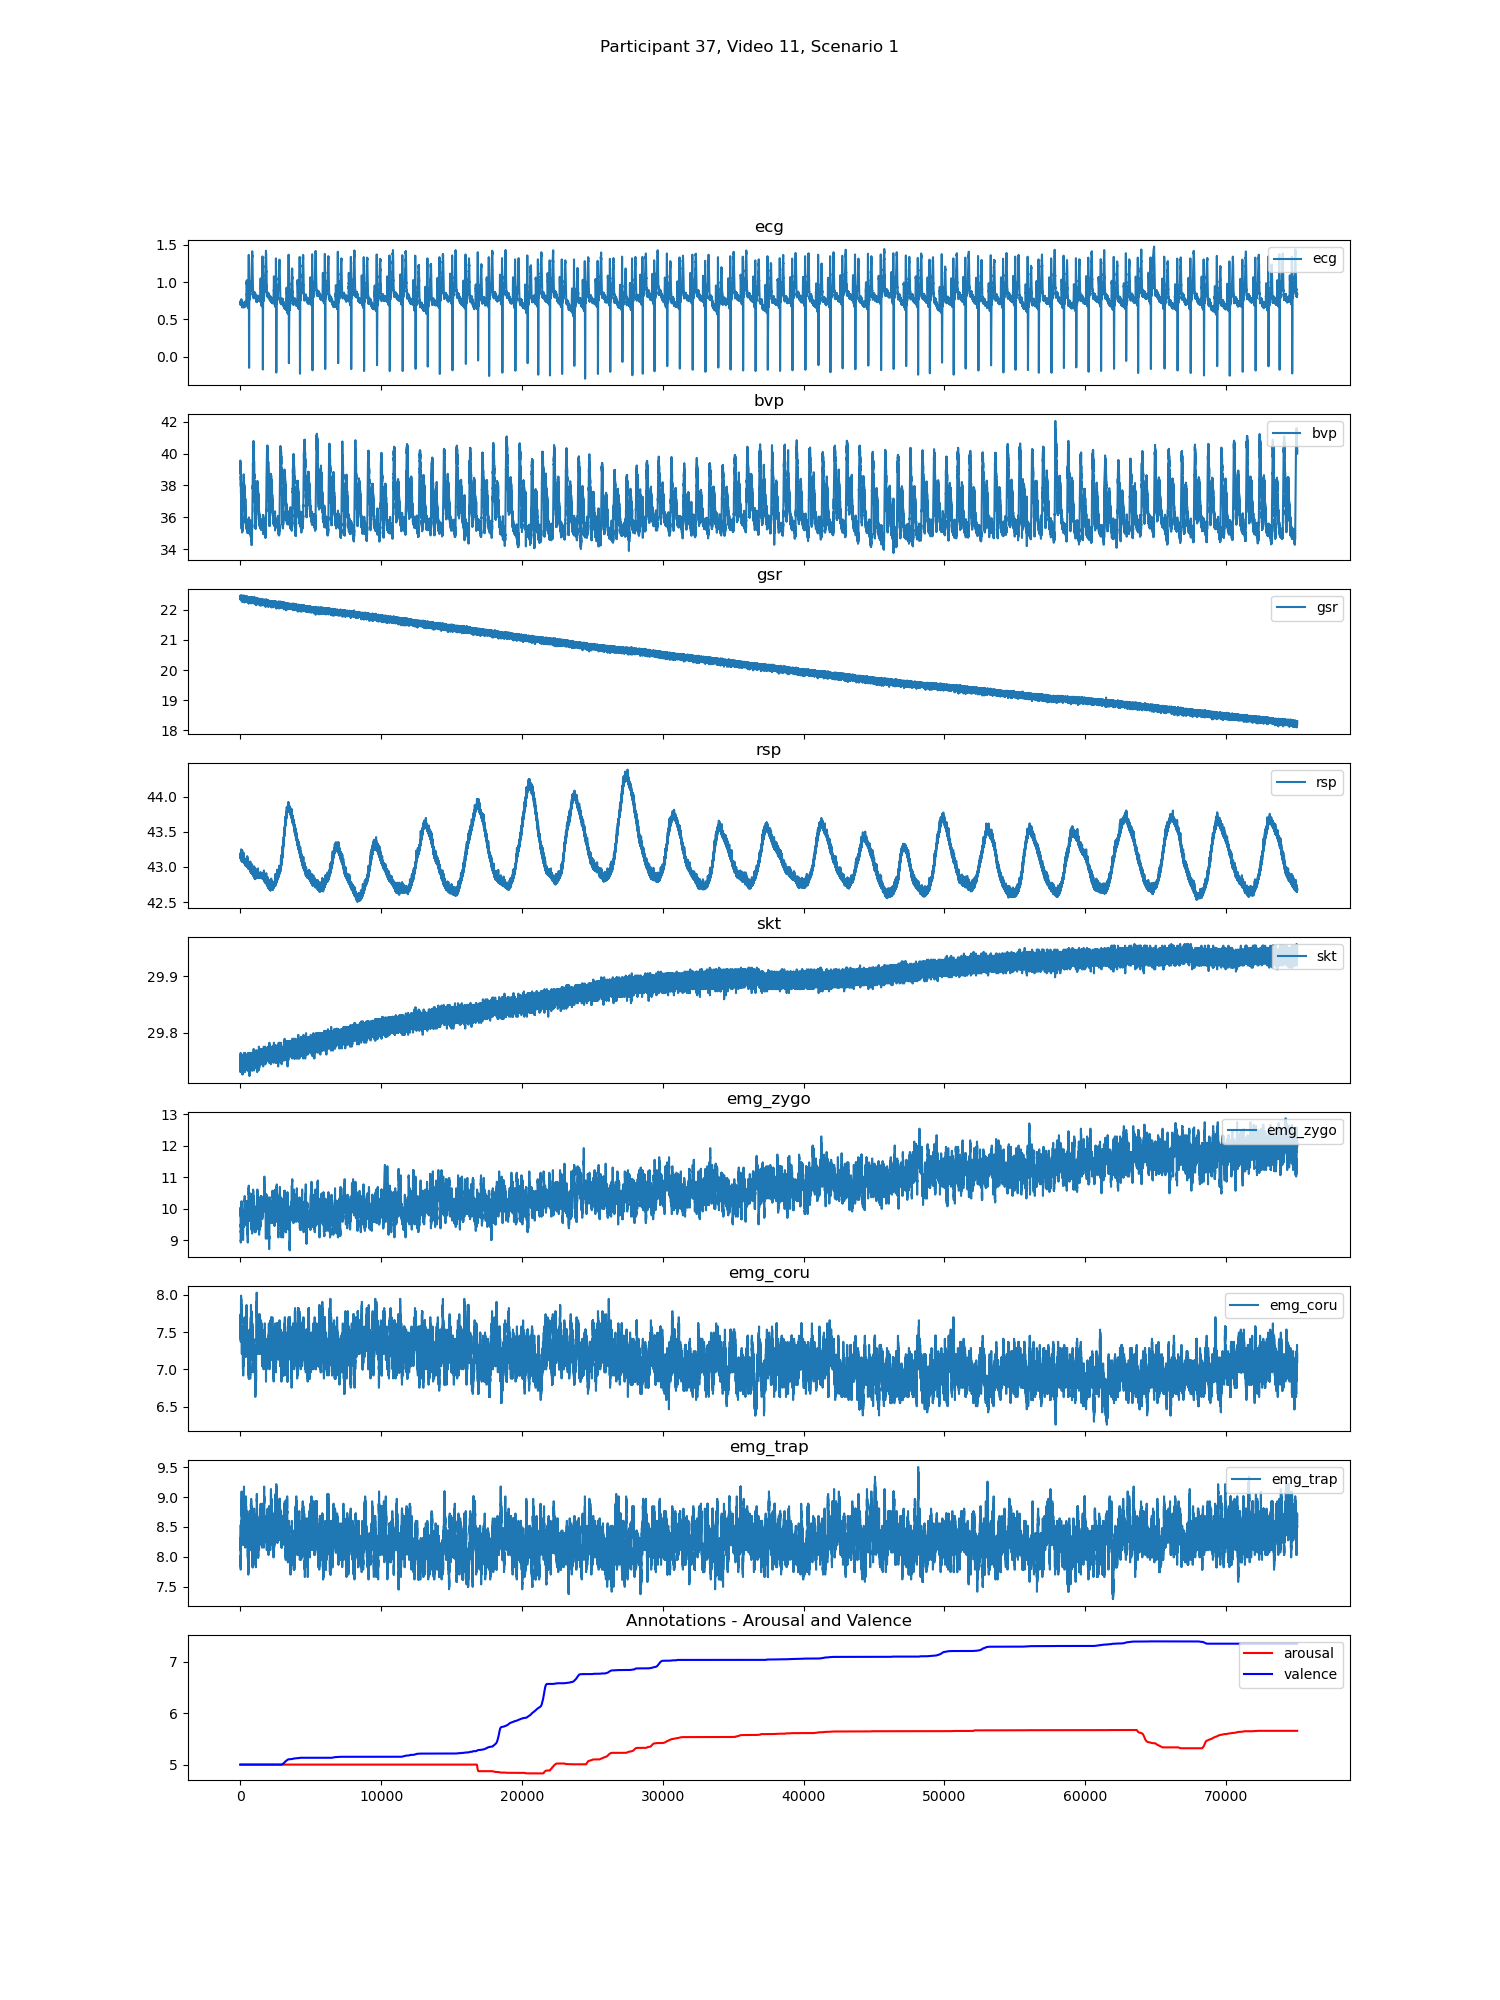 Participant 37, Video 11, Scenario 1
ecg
1.5
1.0
0.5
0.0
ecg
bvp
42
40
38
36
34
bvp
gsr
22
21
20
19
18
gsr
rsp
44.0
43.5
43.0
42.5
rsp
skt
29.9
29.8
skt
emg_zygo
13
12
11
10
9
emg_zygo
emg_coru
8.0
7.5
7.0
6.5
emg_coru
emg_trap
9.5
9.0
8.5
8.0
7.5
emg_trap
Annotations - Arousal and Valence
7
6
5
arousal
valence
0 10000 20000 30000 40000 50000 60000 70000